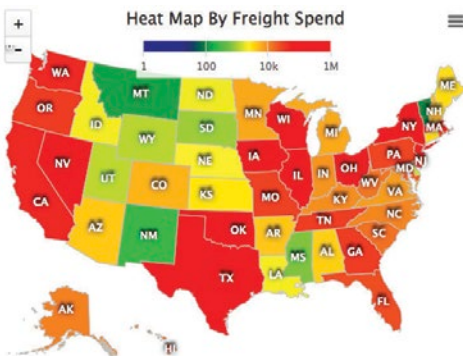 Heat Map By Freight Spend
+
-
1 100 10k 1M
WA
MT
ND
MN
ME
OR
ID
WY
SD
WI
MI
NY
NH
MA
NV
UT
CO
NE
IA
IL
IN
OH
PA
NJ
MD
CA
KS
MO
KY
WV
VA
AZ
NM
OK
AR
TN
NC
SC
TX
LA
MS
AL
GA
FL
AK
HI